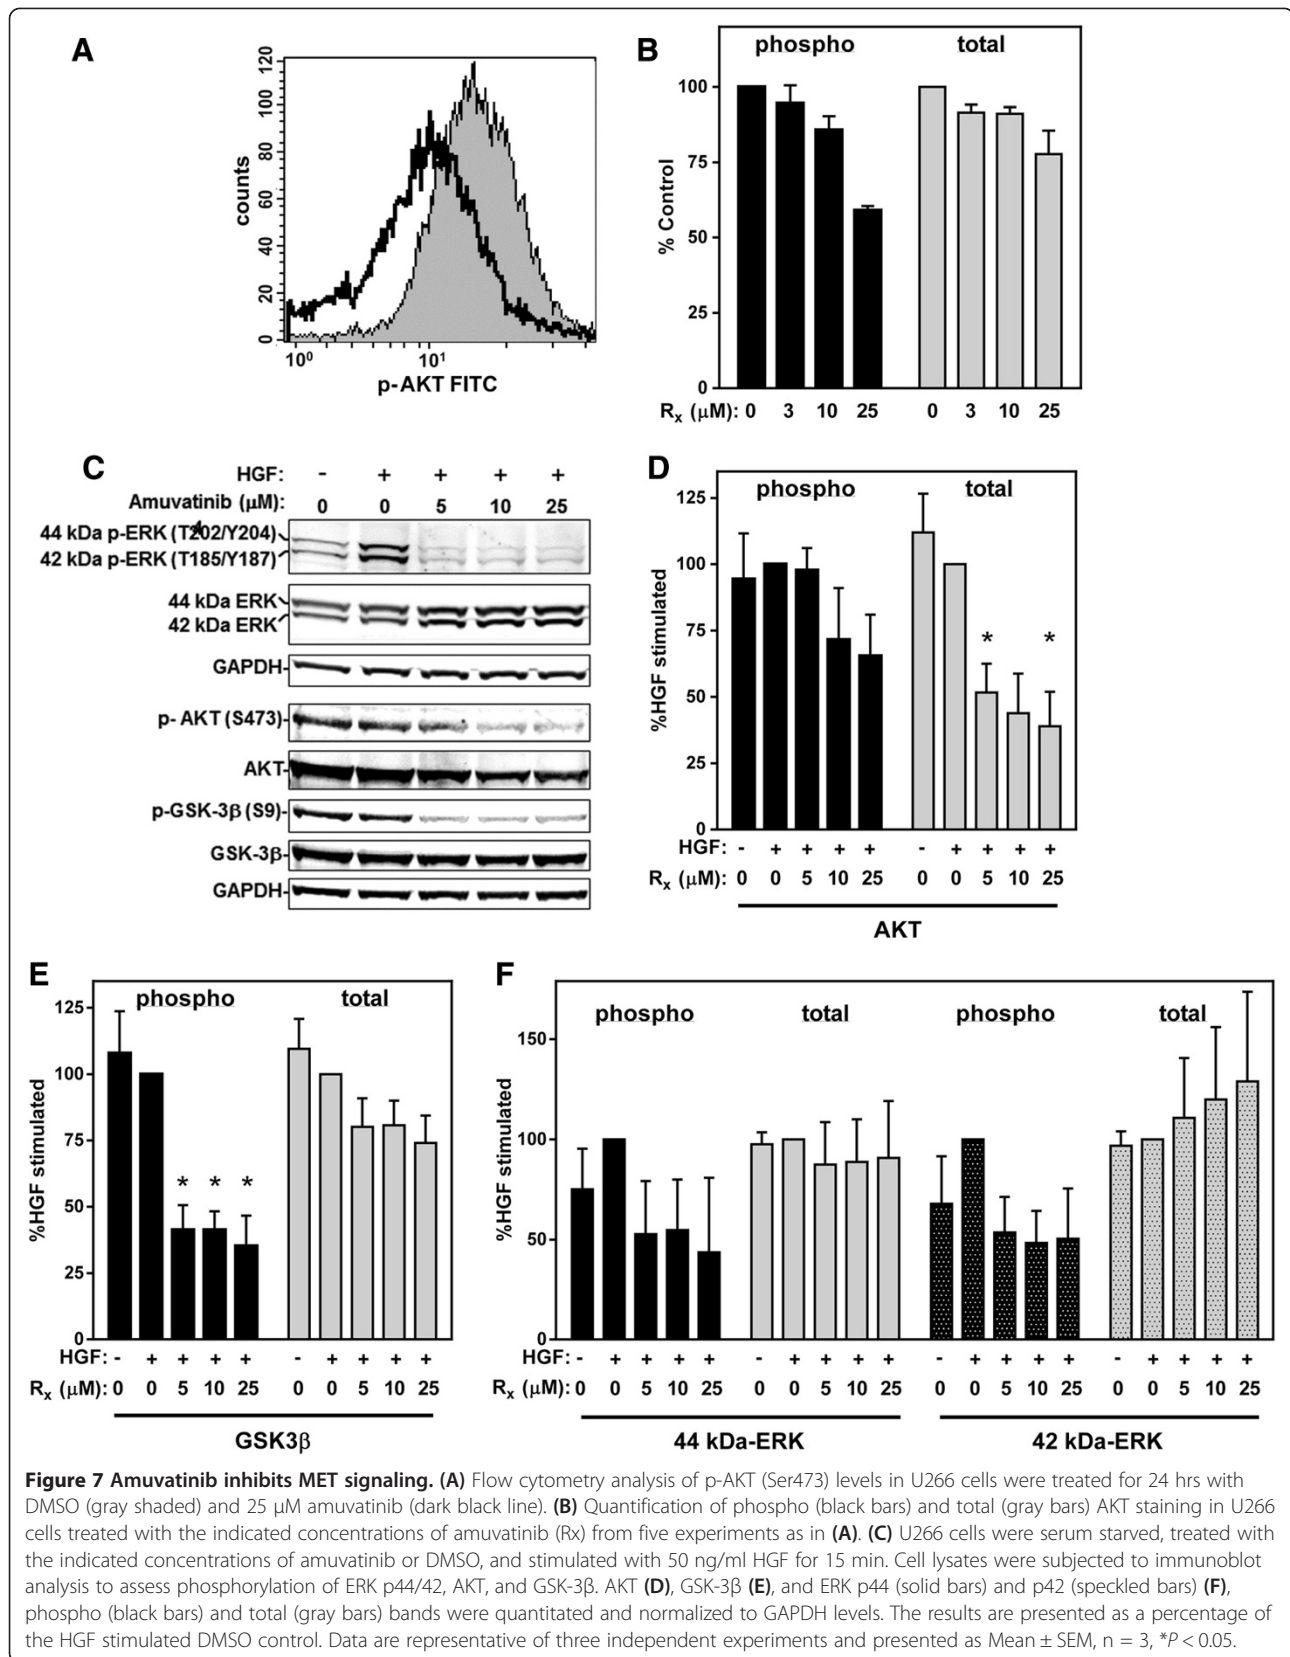 A
120
100
80
60
40
20
0
counts
10⁰ 10¹
p-AKT FITC
B
phospho total
100
75
50
25
0
% Control
Rx (μM): 0 3 10 25 0 3 10 25
C
HGF: - + + + +
Amuvatinib (μM): 0 0 5 10 25
44 kDa p-ERK (T202/Y204)
42 kDa p-ERK (T185/Y187)
44 kDa ERK
42 kDa ERK
GAPDH
p- AKT (S473)
AKT
p-GSK-3β (S9)
GSK-3β
GAPDH
D
phospho total
125
100
75
50
25
0
%HGF stimulated
* *
HGF: - + + + + - + + + +
Rx (μM): 0 0 5 10 25 0 0 5 10 25
AKT
E
phospho total
125
100
75
50
25
0
%HGF stimulated
* * *
HGF: - + + + + - + + + +
Rx (μM): 0 0 5 10 25 0 0 5 10 25
GSK3β
F
phospho total phospho total
150
100
50
0
%HGF stimulated
HGF: - + + + + - + + + + - + + + + - + + + +
Rx (μM): 0 0 5 10 25 0 0 5 10 25 0 0 5 10 25 0 0 5 10 25
44 kDa-ERK 42 kDa-ERK
Figure 7 Amuvatinib inhibits MET signaling. (A) Flow cytometry analysis of p-AKT (Ser473) levels in U266 cells were treated for 24 hrs with
DMSO (gray shaded) and 25 μM amuvatinib (dark black line). (B) Quantification of phospho (black bars) and total (gray bars) AKT staining in U266
cells treated with the indicated concentrations of amuvatinib (Rx) from five experiments as in (A). (C) U266 cells were serum starved, treated with
the indicated concentrations of amuvatinib or DMSO, and stimulated with 50 ng/ml HGF for 15 min. Cell lysates were subjected to immunoblot
analysis to assess phosphorylation of ERK p44/42, AKT, and GSK-3β. AKT (D), GSK-3β (E), and ERK p44 (solid bars) and p42 (speckled bars) (F),
phospho (black bars) and total (gray bars) bands were quantitated and normalized to GAPDH levels. The results are presented as a percentage of
the HGF stimulated DMSO control. Data are representative of three independent experiments and presented as Mean ± SEM, n = 3, *P < 0.05.